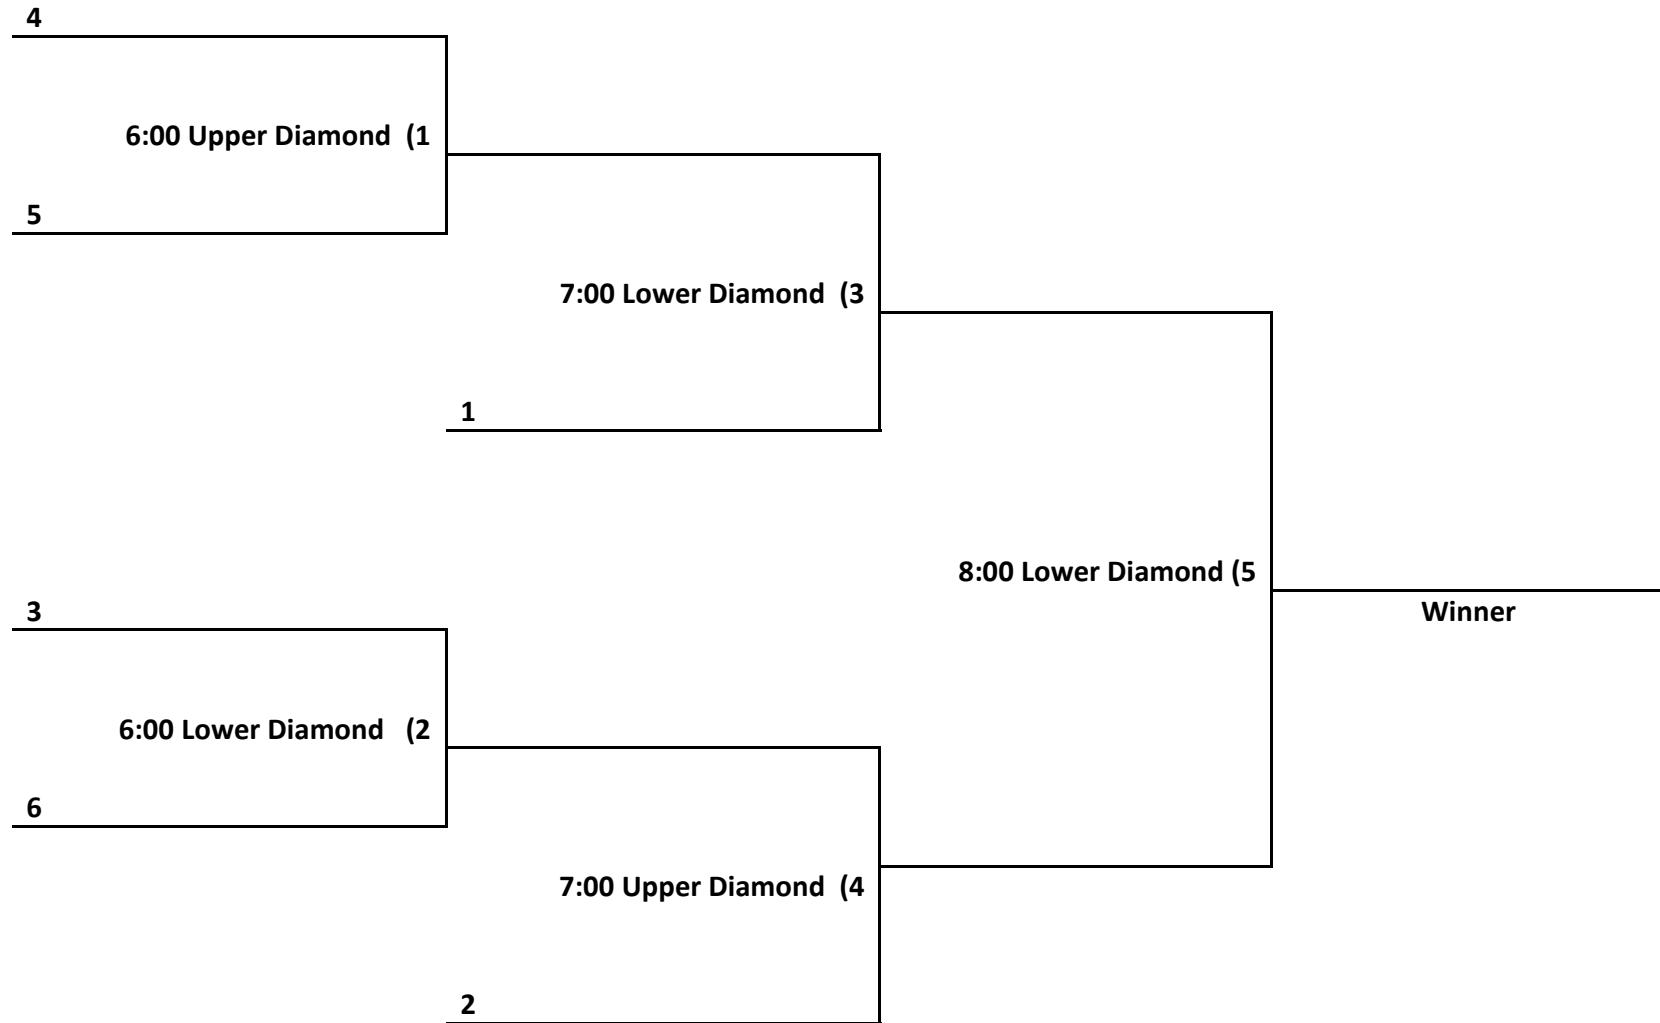 4
6:00 Upper Diamond  (1
5
7:00 Lower Diamond  (3
1
8:00 Lower Diamond (5
Winner
3
6:00 Lower Diamond   (2
6
7:00 Upper Diamond  (4
2